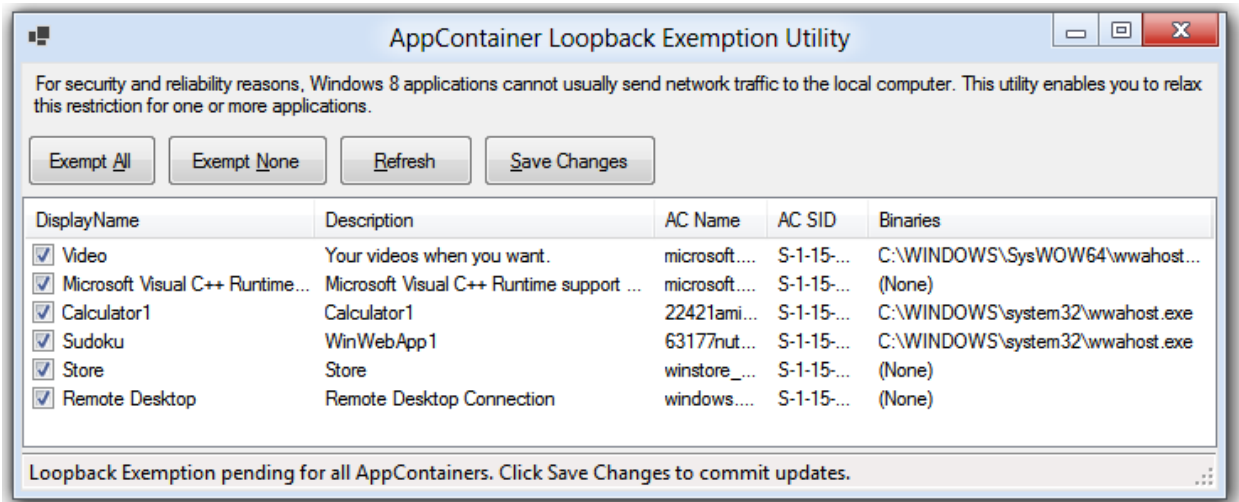 AppContainer Loopback Exemption Utility
For security and reliability reasons, Windows 8 applications cannot usually send network traffic to the local computer. This utility enables you to relax
this restriction for one or more applications.
Exempt All Exempt None Refresh Save Changes
DisplayName Description AC Name AC SID Binaries
Video Your videos when you want. microsoft.... S-1-15-... C:\WINDOWS\SysWOW64\wwahost...
Microsoft Visual C++ Runtime... Microsoft Visual C++ Runtime support ... microsoft.... S-1-15-... (None)
Calculator1 Calculator1 22421ami... S-1-15-... C:\WINDOWS\system32\wwahost.exe
Sudoku WinWebApp1 63177nut... S-1-15-... C:\WINDOWS\system32\wwahost.exe
Store Store winstore_... S-1-15-... (None)
Remote Desktop Remote Desktop Connection windows.... S-1-15-... (None)
Loopback Exemption pending for all AppContainers. Click Save Changes to commit updates.